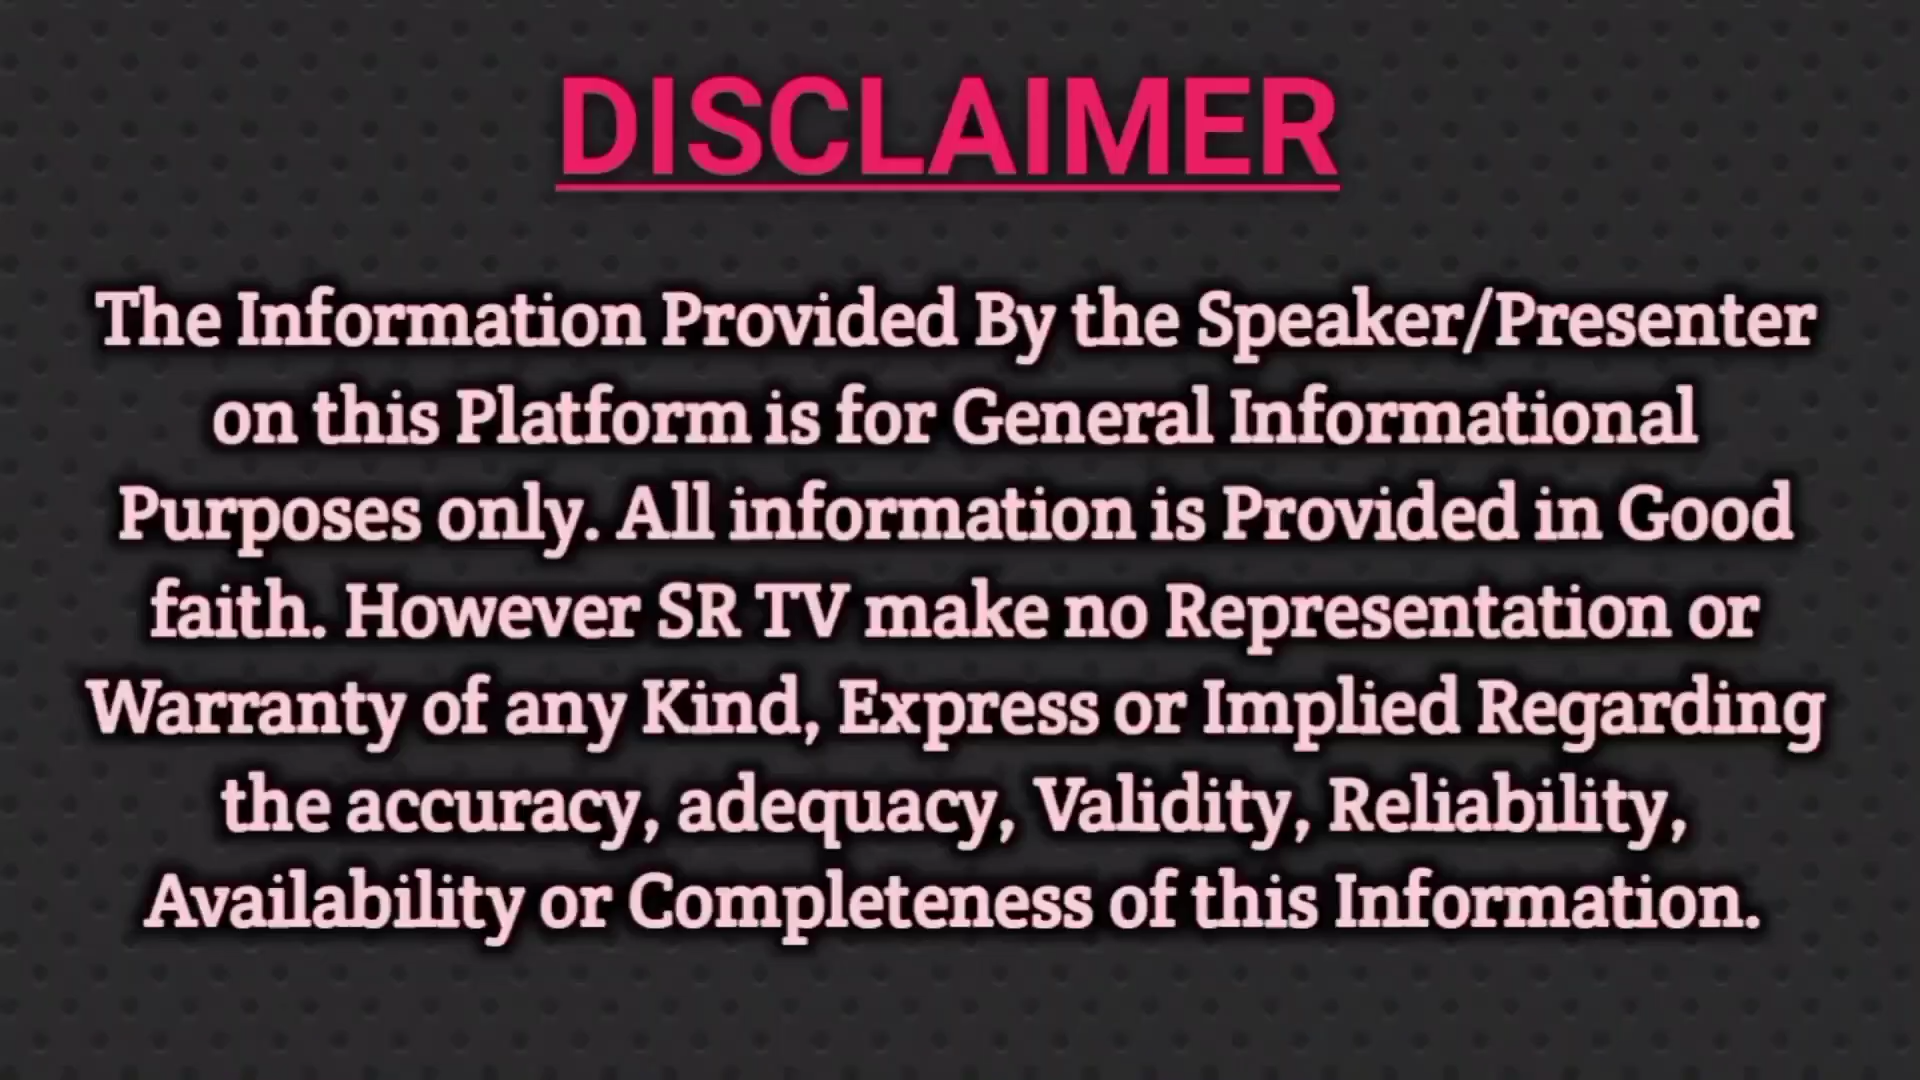 DISCLAIMER
The Information Provided By the Speaker/Presenter
on this Platform is for General Informational
Purposes only. All information is Provided in Good
faith. However SR TV make no Representation or
Warranty of any Kind, Express or Implied Regarding
the accuracy, adequacy, Validity, Reliability,
Availability or Completeness of this Information.